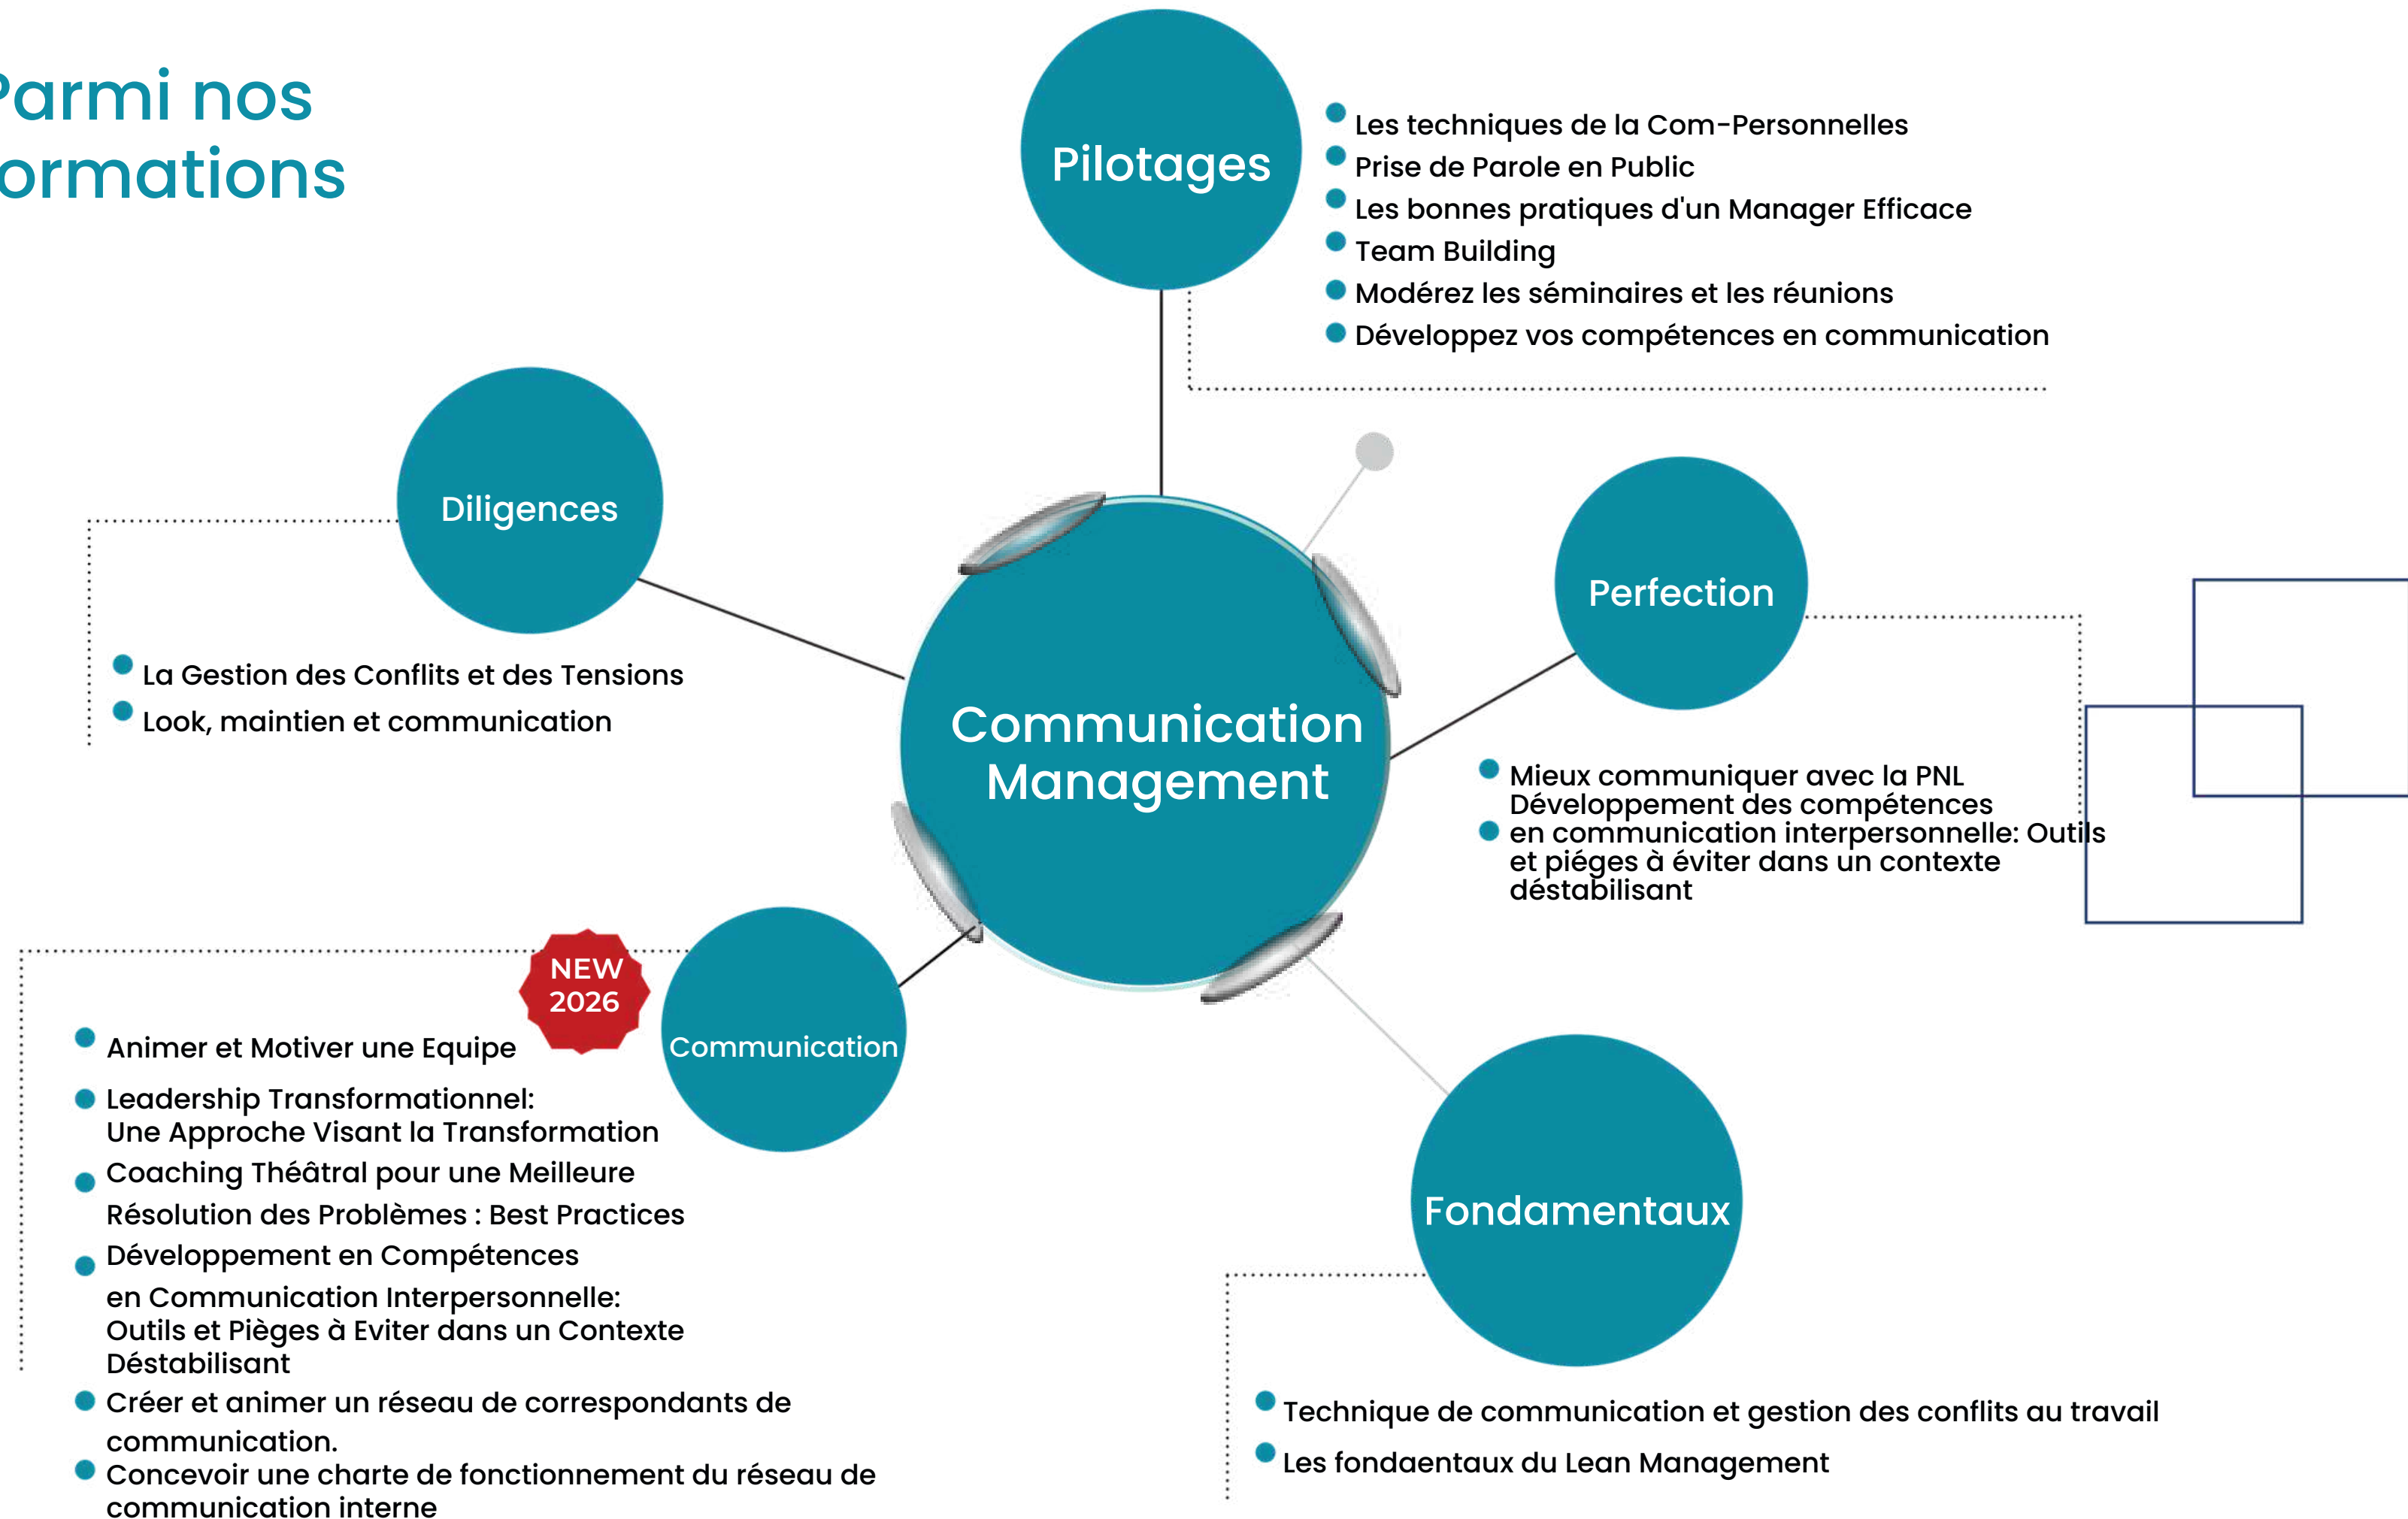 Parmi nos
ormations
Pilotages
Les techniques de la Com-Personnelles
Prise de Parole en Public
Les bonnes pratiques d'un Manager Efficace
Team Building
Modérez les séminaires et les réunions
Développez vos compétences en communication
Diligences
La Gestion des Conflits et des Tensions
Look, maintien et communication
Communication
Management
Perfection
Mieux communiquer avec la PNL
Développement des compétences
en communication interpersonnelle: Outils
et piéges à éviter dans un contexte
déstabilisant
NEW
2026
Communication
Animer et Motiver une Equipe
Leadership Transformationnel:
Une Approche Visant la Transformation
Coaching Théâtral pour une Meilleure
Résolution des Problèmes : Best Practices
Développement en Compétences
en Communication Interpersonnelle:
Outils et Pièges à Eviter dans un Contexte
Déstabilisant
Créer et animer un réseau de correspondants de
communication.
Concevoir une charte de fonctionnement du réseau de
communication interne
Fondamentaux
Technique de communication et gestion des conflits au travail
Les fondaentaux du Lean Management